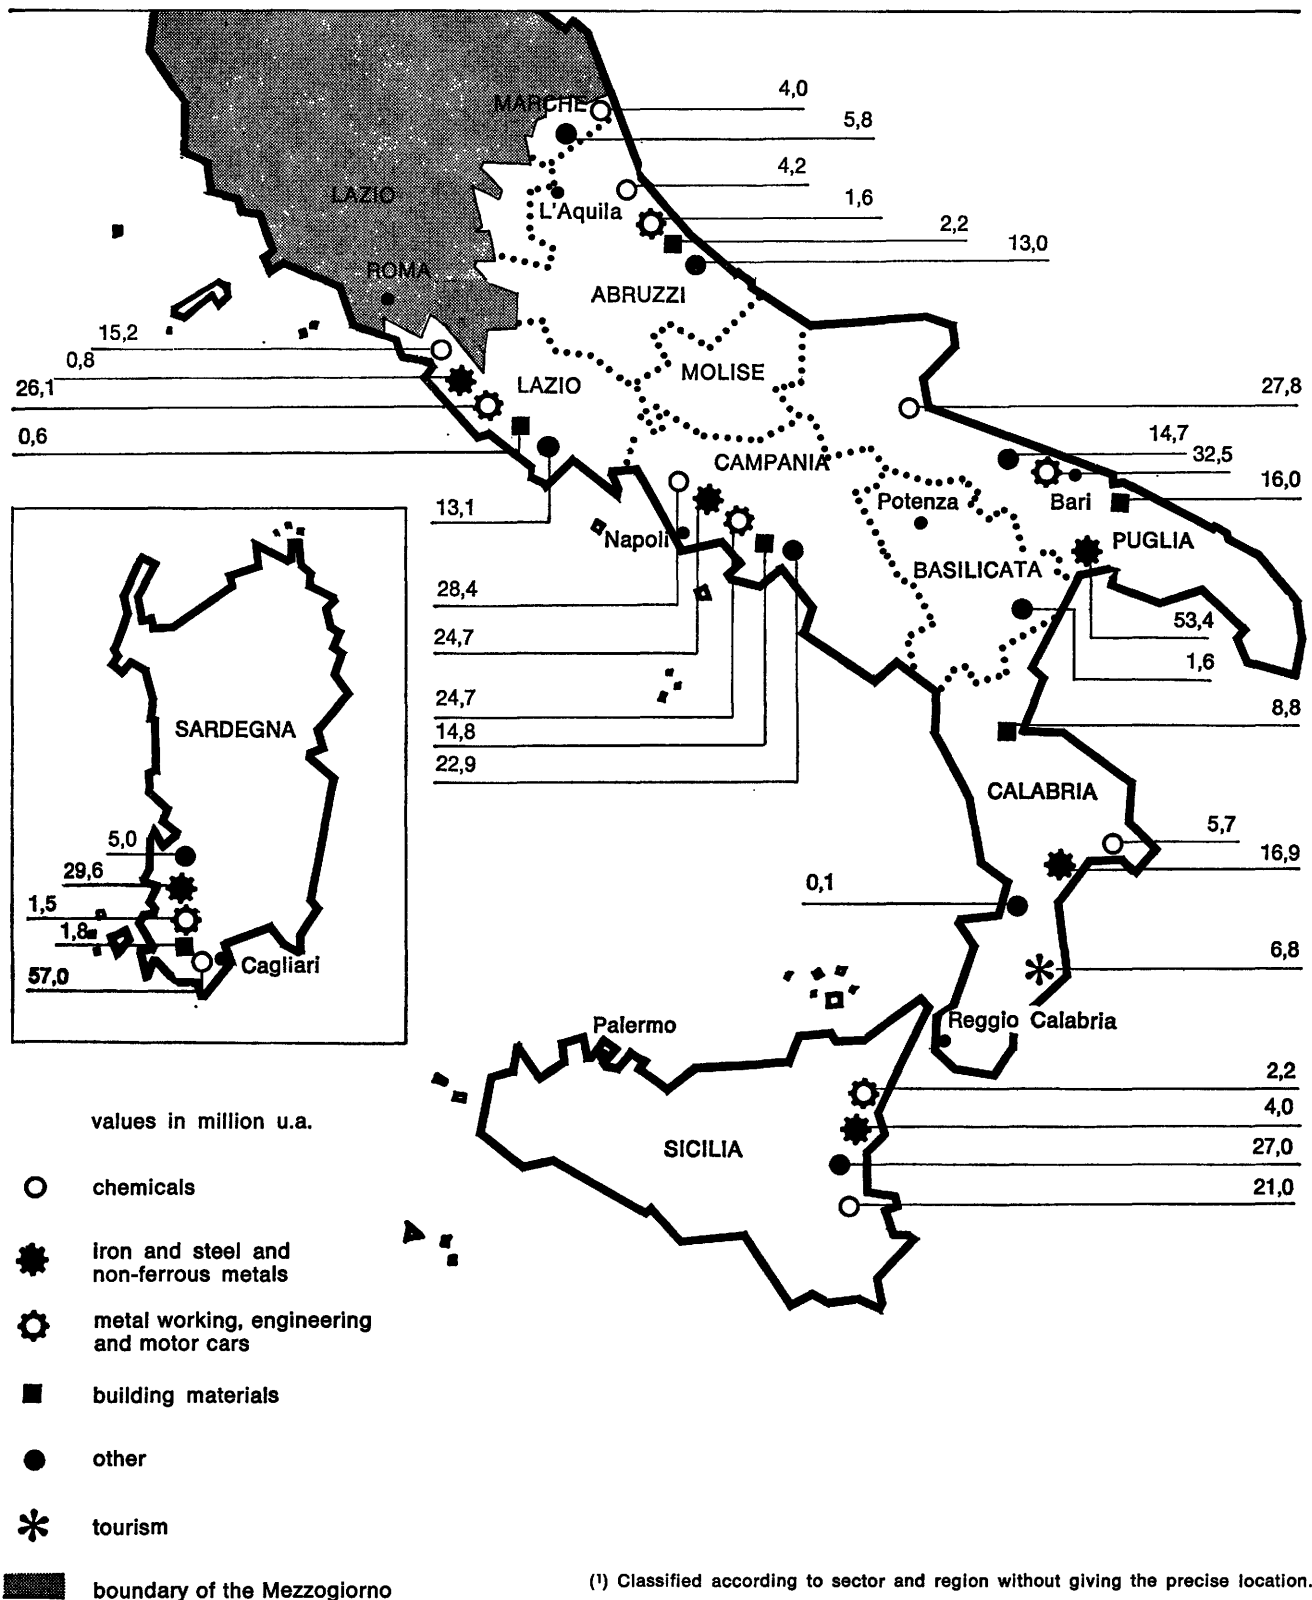 4,0
MARCHE
5,8
4,2
LAZIO
1,6
L'Aquila
2,2
13,0
ROMA
ABRUZZI
15,2
0,8
MOLISE
26,1
LAZIO
27,8
0,6
14,7
CAMPANIA
32,5
16,0
Potenza
Bari
13,1
Napoli
PUGLIA
BASILICATA
28,4
53,4
24,7
1,6
24,7
8,8
14,8
SARDEGNA
22,9
CALABRIA
5,0
5,7
29,6
16,9
0,1
1,5
1,8
6,8
Cagliari
57,0
Reggio Calabria
Palermo
2,2
4,0
SICILIA
27,0
21,0
values in million u.a.
chemicals
iron and steel and
non-ferrous metals
metal working, engineering
and motor cars
building materials
other
tourism
boundary of the Mezzogiorno
(¹) Classified according to sector and region without giving the precise location.